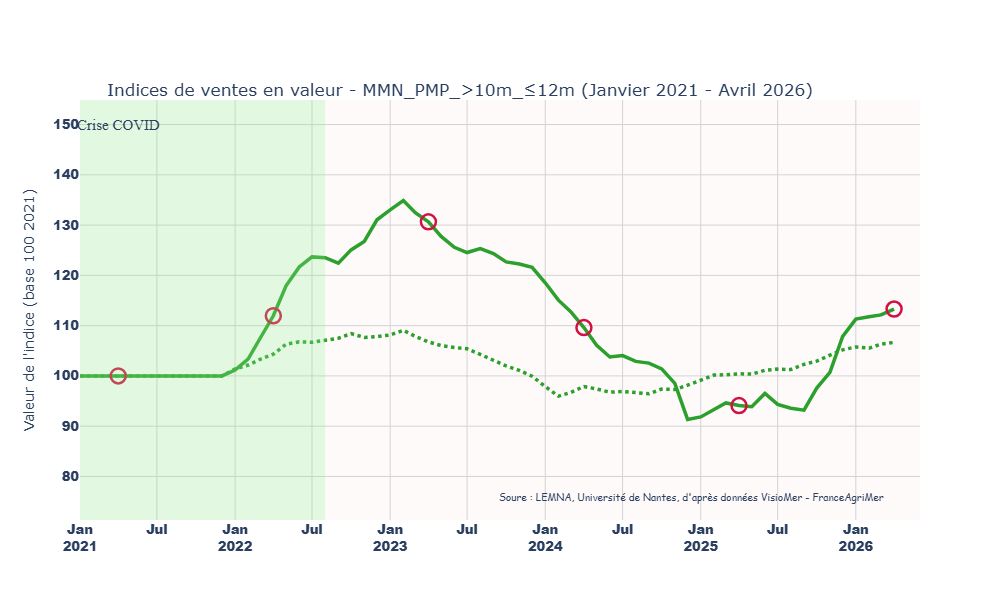 Indices de ventes en valeur - MMN_PMP_>10m_≤12m (Janvier 2021 - Avril 2026)
Valeur de l'indice (base 100 2021)
150
140
130
120
110
100
90
80
Crise COVID
Soure : LEMNA, Université de Nantes, d'après données VisioMer - FranceAgriMer
Jan Jul Jan Jul Jan Jul Jan Jul Jan Jul Jan
2021 2022 2023 2024 2025 2026